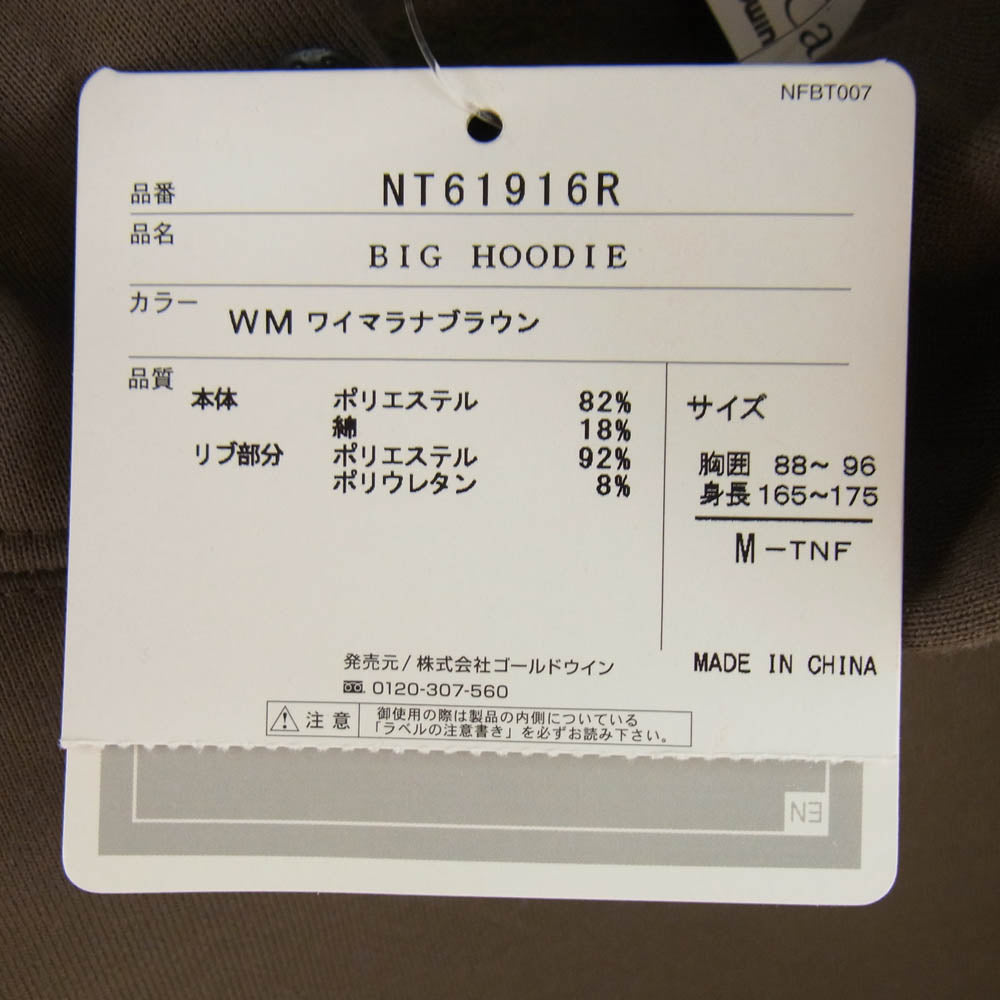 NFBT007
品番 NT61916R
品名 BIG HOODIE
カラー WM ワイマラナブラウン
品質
本体 ポリエステル 82%
綿 18%
リブ部分 ポリエステル 92%
ポリウレタン 8%
サイズ
胸囲 88~ 96
身長 165~175
M-TNF
MADE IN CHINA
発売元/株式会社ゴールドウイン
0120-307-560
注意 御使用の際は製品の内側についている
「ラベルの注意書き」を必ずお読み下さい。